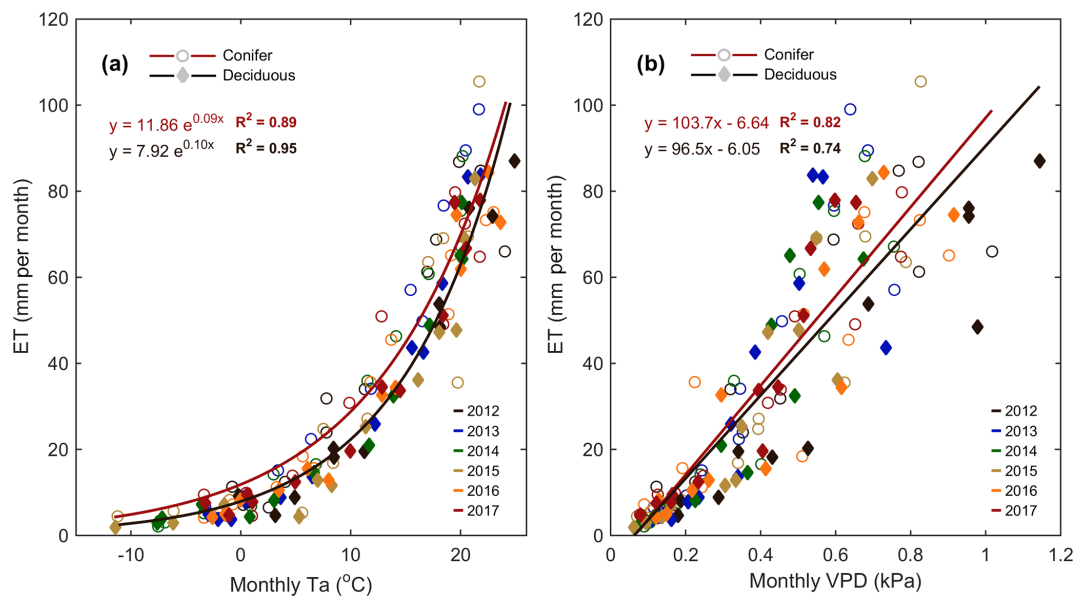 (a)
Conifer
Deciduous
y = 11.86 e^0.09x R² = 0.89
y = 7.92 e^0.10x R² = 0.95
ET (mm per month)
120
100
80
60
40
20
0
2012
2013
2014
2015
2016
2017
-10 0 10 20
Monthly Ta (°C)
(b)
Conifer
Deciduous
y = 103.7x - 6.64 R² = 0.82
y = 96.5x - 6.05 R² = 0.74
ET (mm per month)
120
100
80
60
40
20
0
2012
2013
2014
2015
2016
2017
0 0.2 0.4 0.6 0.8 1 1.2
Monthly VPD (kPa)